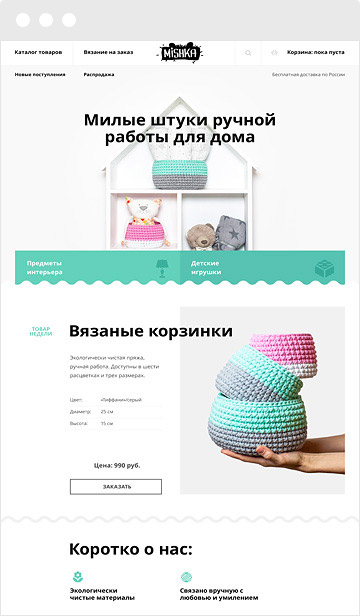 Каталог товаров
Вязание на заказ
MiSHKA
Корзина: пока пуста
Новые поступления
Распродажа
бесплатная доставка по России
Милые штуки ручной
работы для дома
Предметы
интерьера
Детские
игрушки
ТОВАР
НЕДЕЛИ
Вязаные корзинки
Экологически чистая пряжа,
ручная работа. Доступны в шести
расцветках и трех размерах.
Цвет: «Тиффани»/серый
Диаметр: 25 см
Высота: 15 см
Цена: 990 руб.
ЗАКАЗАТЬ
Коротко о нас:
Экологически
чистые материалы
Связано вручную с
любовью и умилением